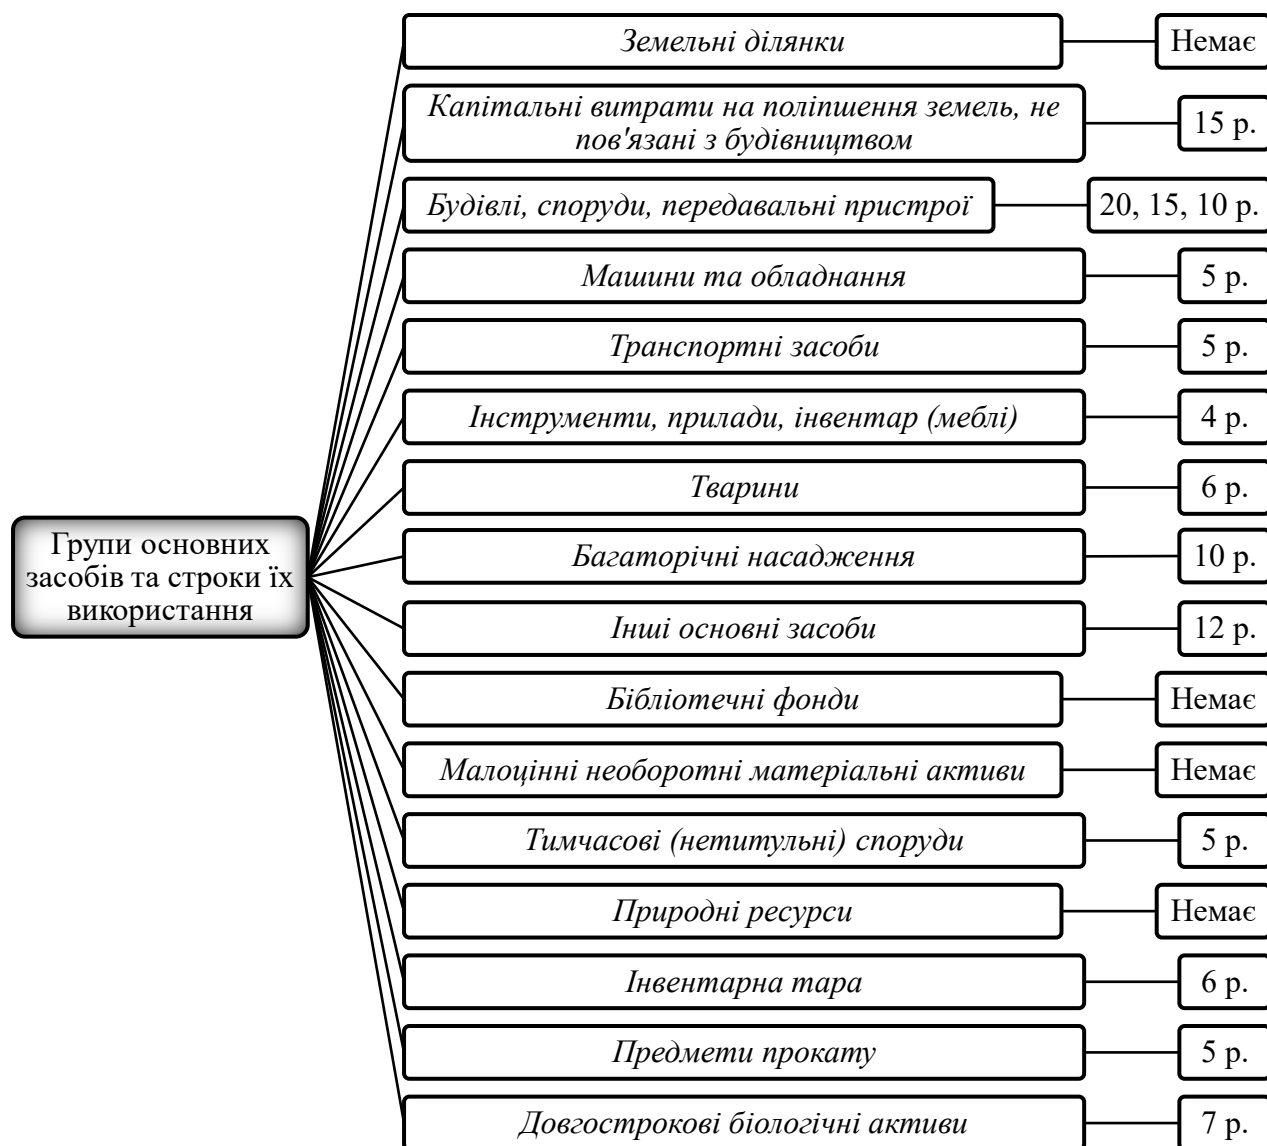 Земельні ділянки
Немає
Капітальні витрати на поліпшення земель, не
пов'язані з будівництвом
15 р.
Будівлі, споруди, передавальні пристрої
20, 15, 10 р.
Машини та обладнання
5 р.
Транспортні засоби
5 р.
Інструменти, прилади, інвентар (меблі)
4 р.
Тварини
6 р.
Групи основних
засобів та строки їх
використання
Багаторічні насадження
10 р.
Інші основні засоби
12 р.
Бібліотечні фонди
Немає
Малоцінні необоротні матеріальні активи
Немає
Тимчасові (нетитульні) споруди
5 р.
Природні ресурси
Немає
Інвентарна тара
6 р.
Предмети прокату
5 р.
Довгострокові біологічні активи
7 р.